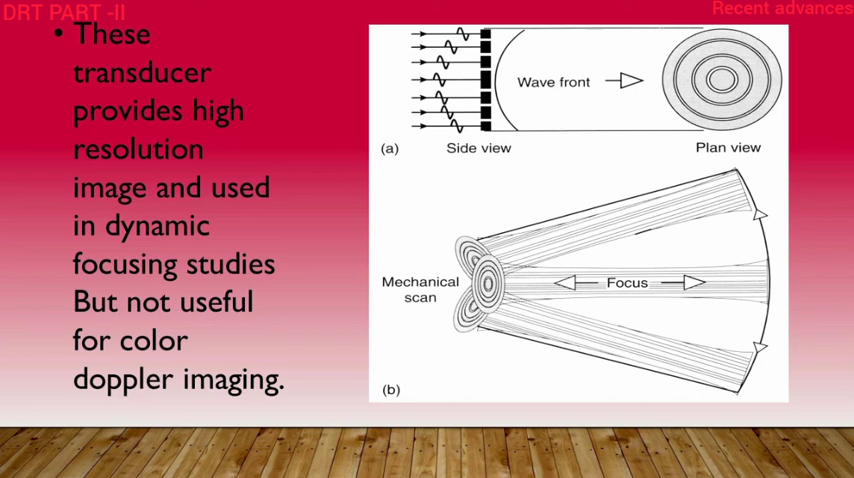 DRT PART -II
Recent advances
• These
transducer
provides high
resolution
image and used
in dynamic
focusing studies
But not useful
for color
doppler imaging.
Wave front
(a)
Side view
Plan view
Mechanical
scan
Focus
(b)